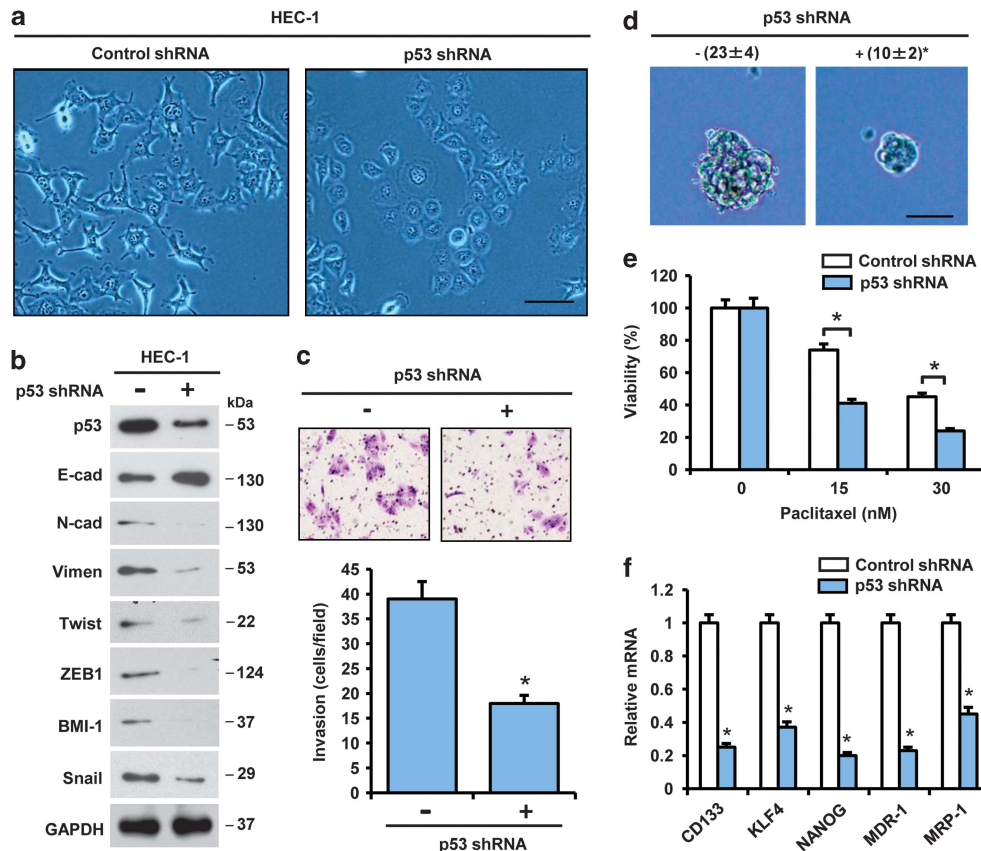 a
HEC-1
Control shRNA
p53 shRNA
b
HEC-1
p53 shRNA
- +
kDa
p53
– 53
E-cad
– 130
N-cad
– 130
Vimen
– 53
Twist
– 22
ZEB1
– 124
BMI-1
– 37
Snail
– 29
GAPDH
– 37
c
p53 shRNA
- +
45
40
35
30
25
20
15
10
5
0
Invasion (cells/field)
*
- +
p53 shRNA
d
p53 shRNA
- (23±4)
+ (10±2)*
e
Control shRNA
p53 shRNA
120
100
80
60
40
20
0
Viability (%)
*
*
0 15 30
Paclitaxel (nM)
f
Control shRNA
p53 shRNA
1.2
1
0.8
0.6
0.4
0.2
0
Relative mRNA
* * * * *
CD133 KLF4 NANOG MDR-1 MRP-1